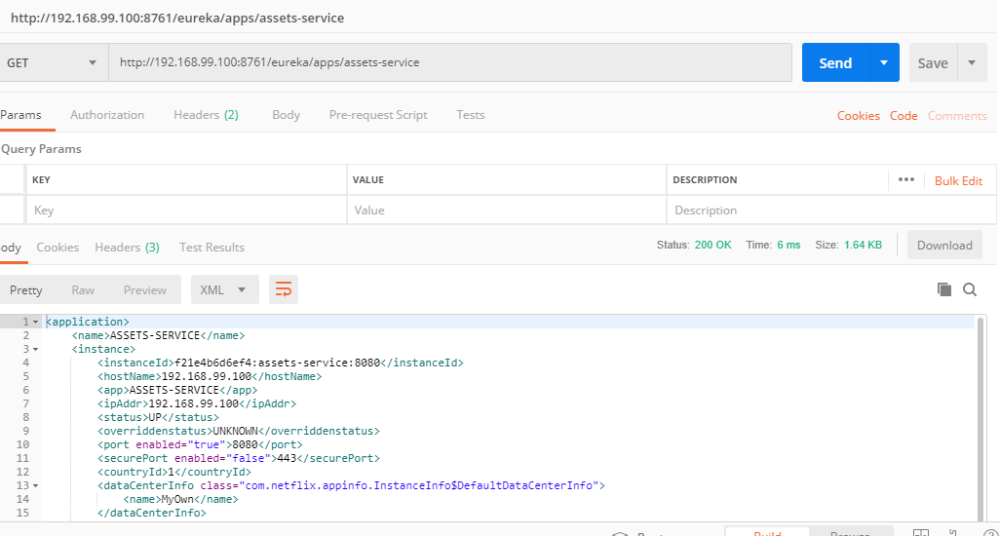 http://192.168.99.100:8761/eureka/apps/assets-service
GET http://192.168.99.100:8761/eureka/apps/assets-service Send Save
Params Authorization Headers (2) Body Pre-request Script Tests Cookies Code Comments
Query Params
KEY VALUE DESCRIPTION ••• Bulk Edit
Key Value Description
ody Cookies Headers (3) Test Results Status: 200 OK Time: 6 ms Size: 1.64 KB Download
Pretty Raw Preview XML
1 <application>
2 <name>ASSETS-SERVICE</name>
3 <instance>
4 <instanceId>f21e4b6d6ef4:assets-service:8080</instanceId>
5 <hostName>192.168.99.100</hostName>
6 <app>ASSETS-SERVICE</app>
7 <ipAddr>192.168.99.100</ipAddr>
8 <status>UP</status>
9 <overriddenstatus>UNKNOWN</overriddenstatus>
10 <port enabled="true">8080</port>
11 <securePort enabled="false">443</securePort>
12 <countryId>1</countryId>
13 <dataCenterInfo class="com.netflix.appinfo.InstanceInfo$DefaultDataCenterInfo">
14 <name>MyOwn</name>
15 </dataCenterInfo>
Build Browse